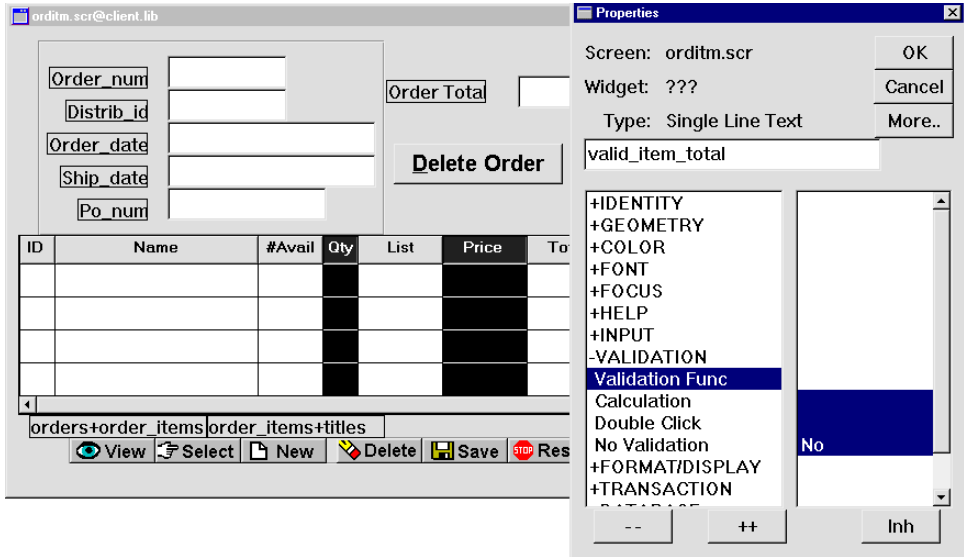 orditm.scr@client.lib
Order_num
Distrib_id
Order_date
Ship_date
Po_num
Order Total
Delete Order
ID Name #Avail Qty List Price To
orders+order_items order_items+titles
View Select New Delete Save STOP Res
Properties
Screen: orditm.scr
Widget: ???
Type: Single Line Text
OK
Cancel
More..
valid_item_total
+IDENTITY
+GEOMETRY
+COLOR
+FONT
+FOCUS
+HELP
+INPUT
-VALIDATION
Validation Func
Calculation
Double Click
No Validation No
+FORMAT/DISPLAY
+TRANSACTION
-- ++ Inh